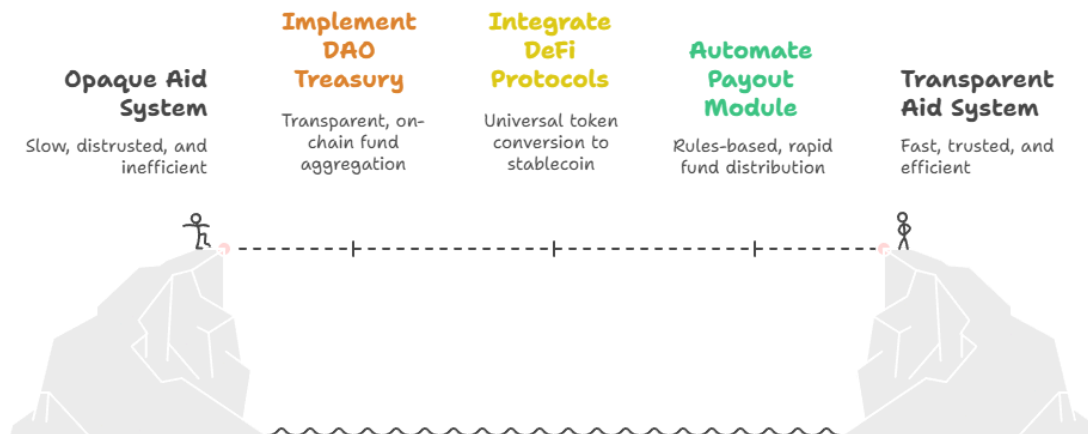 Opaque Aid
System
Slow, distrusted, and
inefficient
Implement
DAO
Treasury
Transparent, on-
chain fund
aggregation
Integrate
DeFi
Protocols
Universal token
conversion to
stablecoin
Automate
Payout
Module
Rules-based, rapid
fund distribution
Transparent
Aid System
Fast, trusted, and
efficient